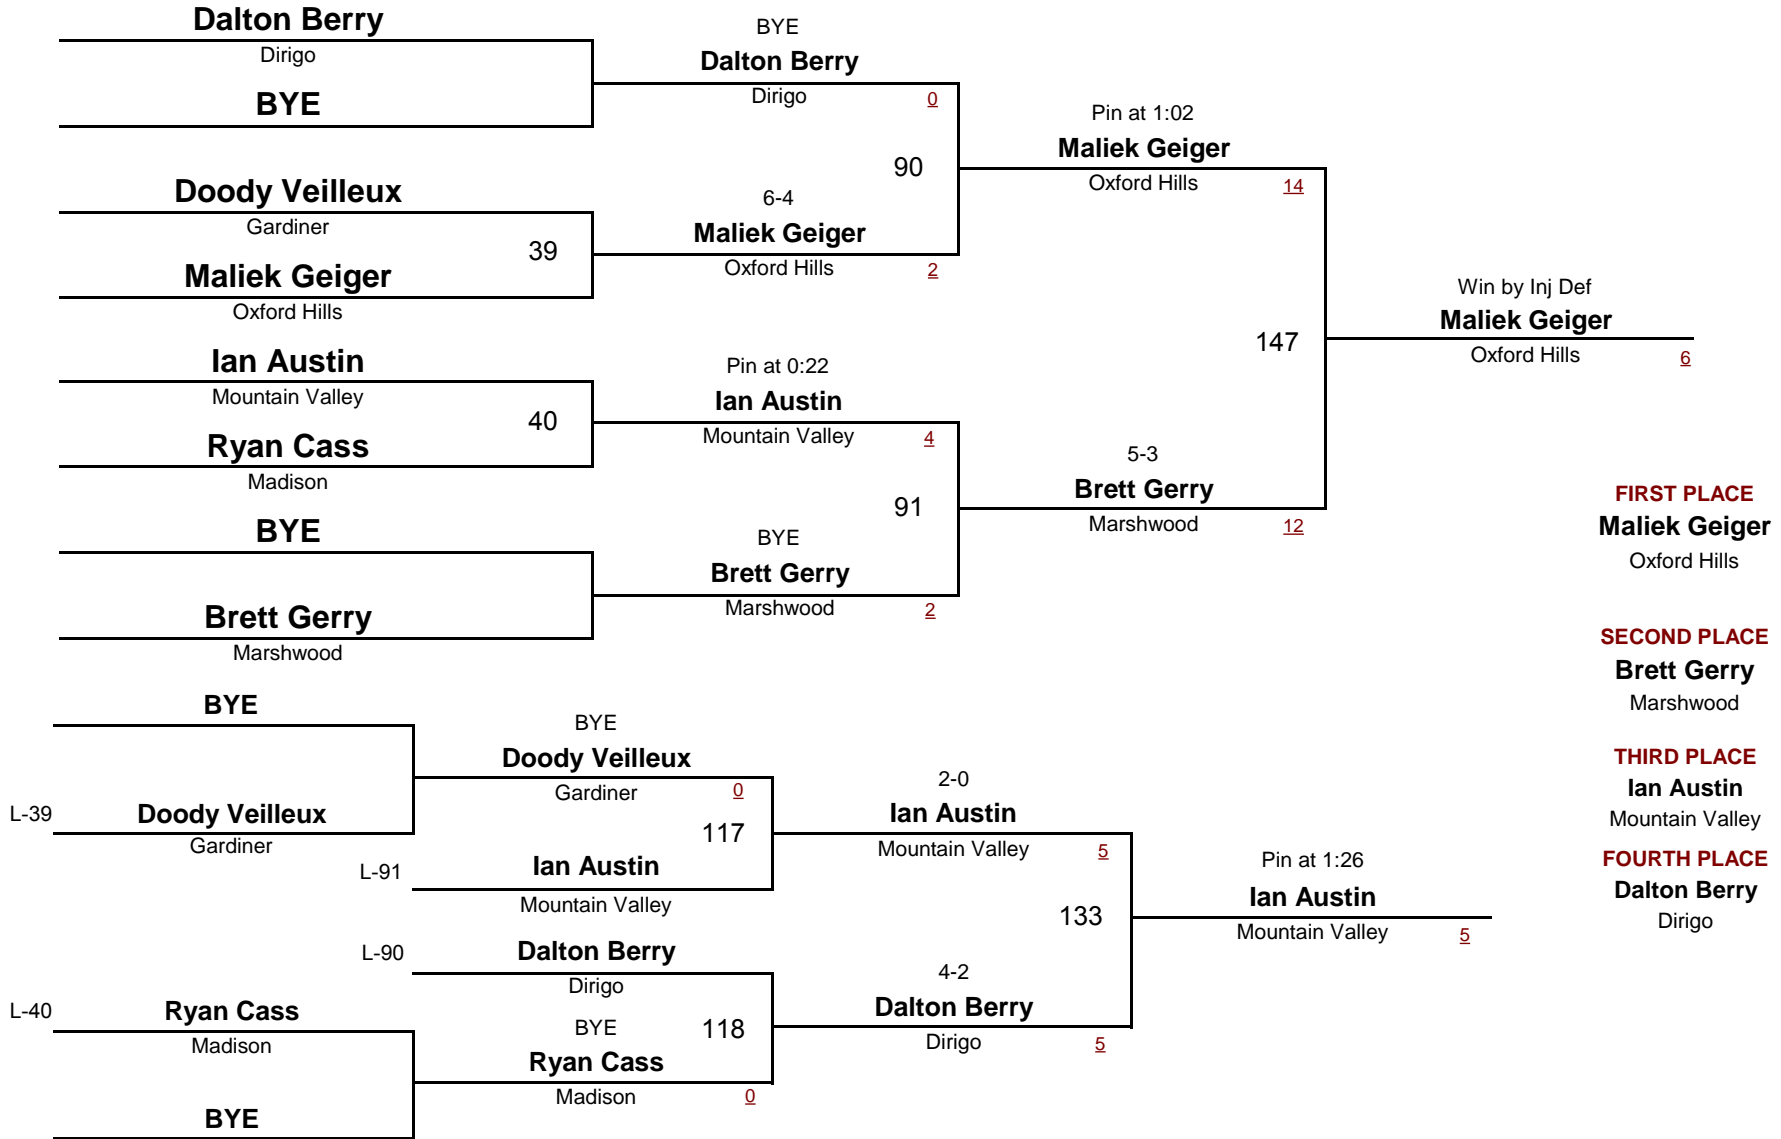 Dalton Berry
Dirigo
BYE
Doody Veilleux
Gardiner
39
Maliek Geiger
Oxford Hills
Ian Austin
Mountain Valley
40
Ryan Cass
Madison
BYE
Brett Gerry
Marshwood
BYE
Dalton Berry
Dirigo
0
90
6-4
Maliek Geiger
Oxford Hills
2
Pin at 0:22
Ian Austin
Mountain Valley
4
91
BYE
Brett Gerry
Marshwood
2
Pin at 1:02
Maliek Geiger
Oxford Hills
14
147
5-3
Brett Gerry
Marshwood
12
Win by Inj Def
Maliek Geiger
Oxford Hills
6
FIRST PLACE
Maliek Geiger
Oxford Hills
SECOND PLACE
Brett Gerry
Marshwood
THIRD PLACE
Ian Austin
Mountain Valley
FOURTH PLACE
Dalton Berry
Dirigo
BYE
L-39
Doody Veilleux
Gardiner
BYE
Doody Veilleux
Gardiner
0
117
L-91
Ian Austin
Mountain Valley
L-90
Dalton Berry
Dirigo
L-40
Ryan Cass
Madison
BYE
118
Ryan Cass
Madison
0
BYE
2-0
Ian Austin
Mountain Valley
5
133
4-2
Dalton Berry
Dirigo
5
Pin at 1:26
Ian Austin
Mountain Valley
5